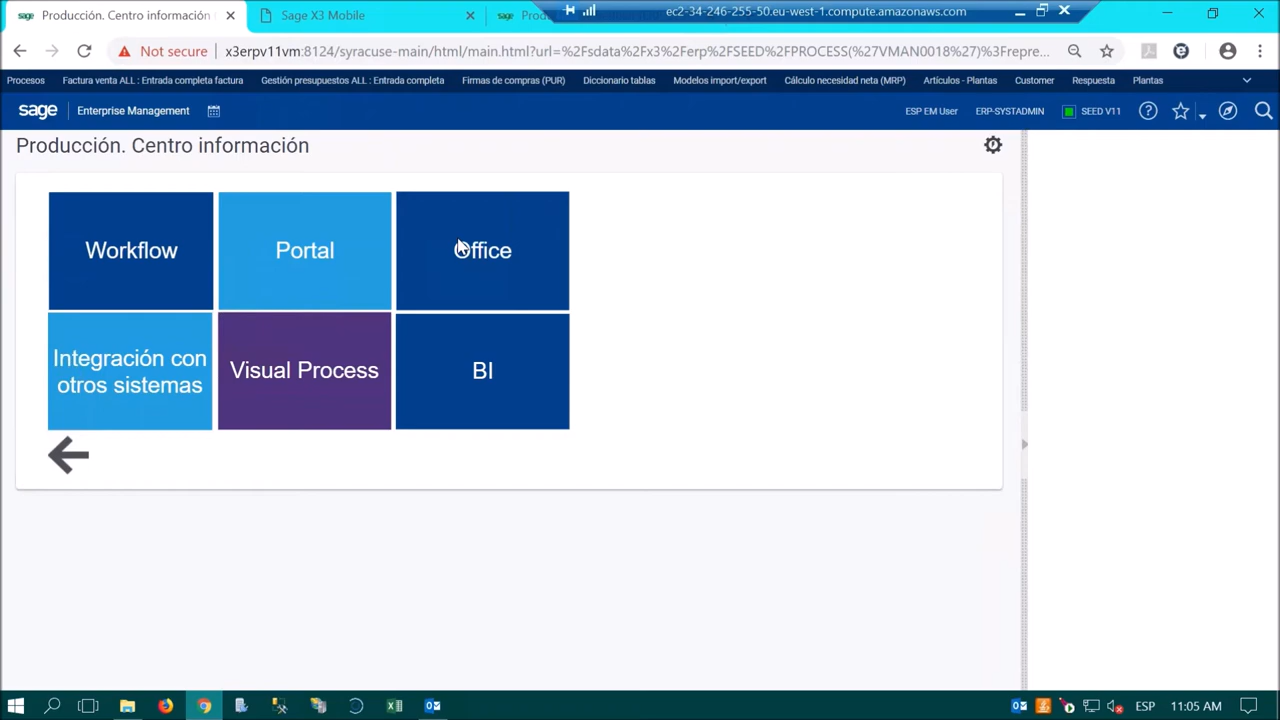 Producción. Centro información
Sage X3 Mobile
ec2-34-246-255-50.eu-west-1.compute.amazonaws.com
Not secure
x3erpv11vm:8124/syracuse-main/html/main.html?url=%2Fsdata%2Fx3%2Ferp%2FSEED%2FPROCESS(%27VMAN0018%27)%3Frepre...
Procesos
Factura venta ALL : Entrada completa factura
Gestión presupuestos ALL : Entrada completa
Firmas de compras (PUR)
Diccionario tablas
Modelos import/export
Cálculo necesidad neta (MRP)
Artículos - Plantas
Customer
Respuesta
Plantas
sage
Enterprise Management
ESP EM User
ERP-SYSTADMIN
SEED V11
Producción. Centro información
Workflow
Portal
Office
Integración con
otros sistemas
Visual Process
BI
ESP
11:05 AM